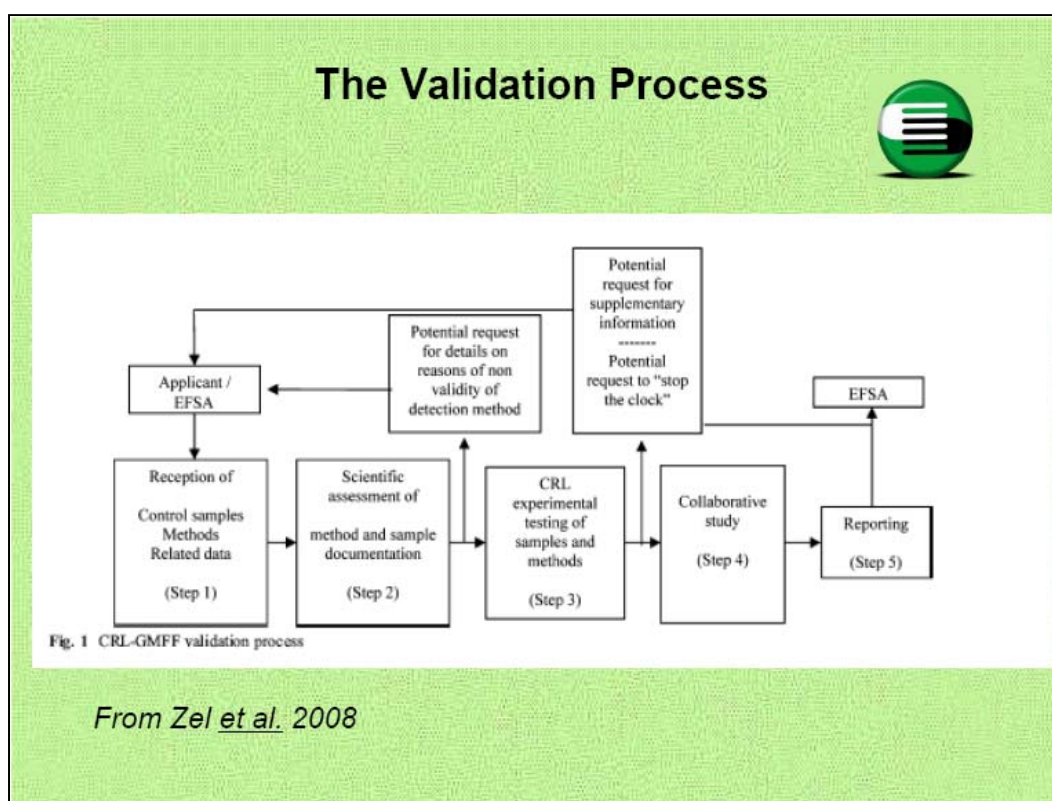 The Validation Process
Potential
request for
supplementary
information
-------
Potential
request to “stop
the clock”
Potential request
for details on
reasons of non
validity of
detection method
Applicant /
EFSA
EFSA
Reception of
Control samples
Methods
Related data
(Step 1)
Scientific
assessment of
method and sample
documentation
(Step 2)
CRL
experimental
testing of
samples and
methods
(Step 3)
Collaborative
study
(Step 4)
Reporting
(Step 5)
Fig. 1 CRL-GMFF validation process
From Zel et al. 2008